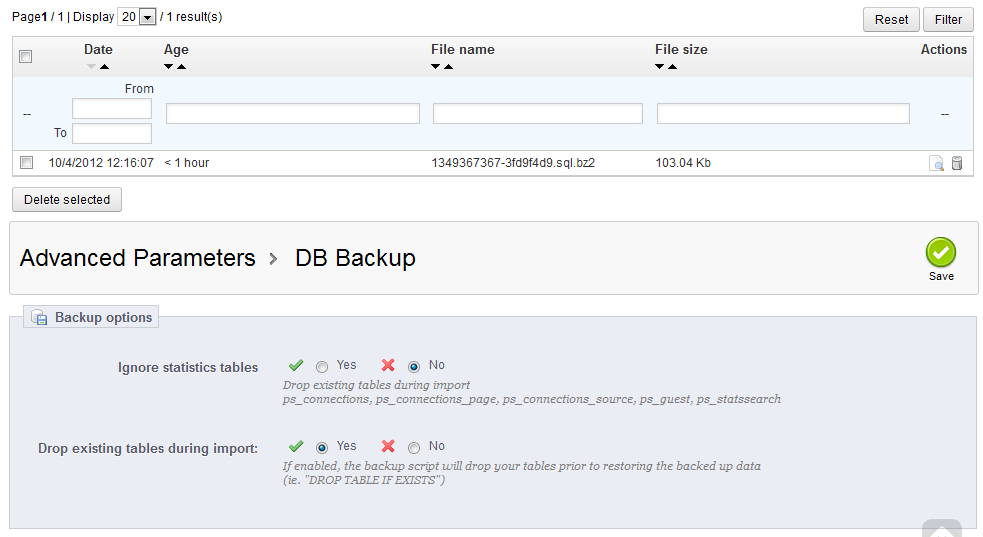 Page1 / 1 | Display 20 / 1 result(s)
Reset Filter
Date Age File name File size Actions
From
-- --
To
10/4/2012 12:16:07 < 1 hour 1349367367-3fd9f4d9.sql.bz2 103.04 Kb
Delete selected
Advanced Parameters > DB Backup
Save
Backup options
Ignore statistics tables Yes No
Drop existing tables during import
ps_connections, ps_connections_page, ps_connections_source, ps_guest, ps_statssearch
Drop existing tables during import: Yes No
If enabled, the backup script will drop your tables prior to restoring the backed up data
(ie. "DROP TABLE IF EXISTS")